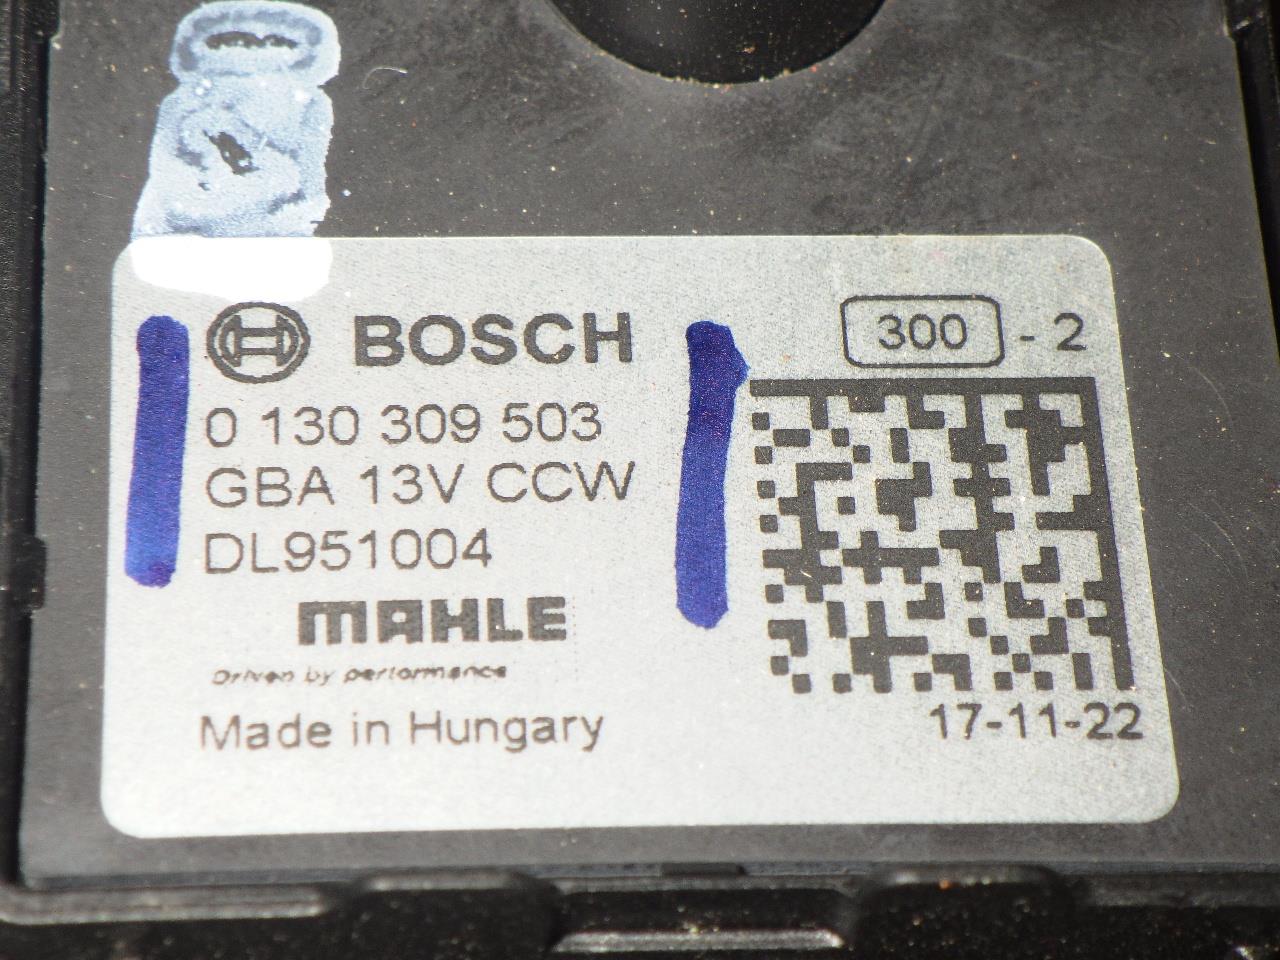 BOSCH
300 - 2
0 130 309 503
GBA 13V CCW
DL951004
MAHLE
Driven by performance
Made in Hungary
17-11-22